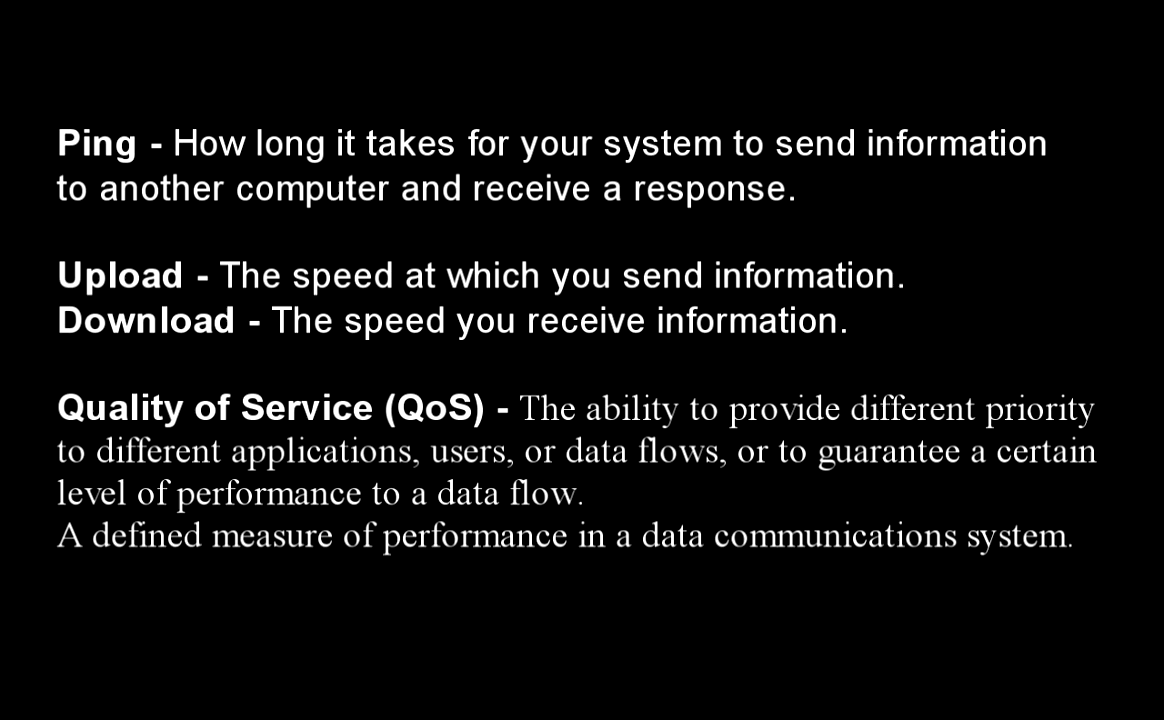 Ping - How long it takes for your system to send information
to another computer and receive a response.
Upload - The speed at which you send information.
Download - The speed you receive information.
Quality of Service (QoS) - The ability to provide different priority
to different applications, users, or data flows, or to guarantee a certain
level of performance to a data flow.
A defined measure of performance in a data communications system.